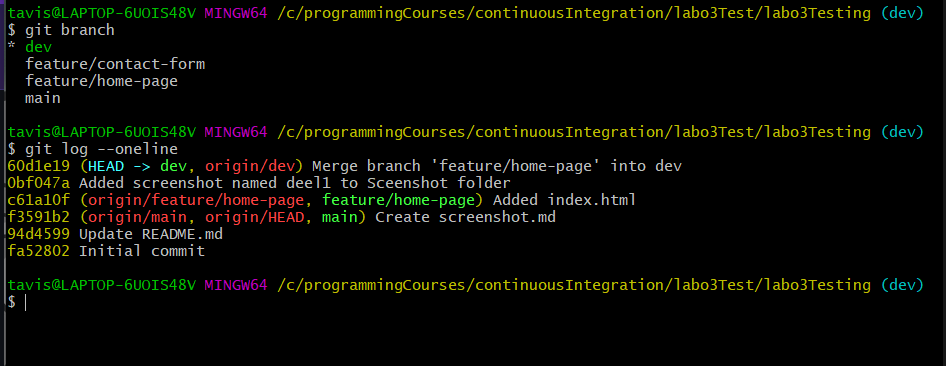 tavis@LAPTOP-6UOIS48V MINGW64 /c/programmingCourses/continuousIntegration/labo3Test/labo3Testing (dev)
$ git branch
* dev
  feature/contact-form
  feature/home-page
  main

tavis@LAPTOP-6UOIS48V MINGW64 /c/programmingCourses/continuousIntegration/labo3Test/labo3Testing (dev)
$ git log --oneline
60d1e19 (HEAD -> dev, origin/dev) Merge branch 'feature/home-page' into dev
0bf047a Added screenshot named deel1 to Sceenshot folder
c61a10f (origin/feature/home-page, feature/home-page) Added index.html
f3591b2 (origin/main, origin/HEAD, main) Create screenshot.md
94d4599 Update README.md
fa52802 Initial commit

tavis@LAPTOP-6UOIS48V MINGW64 /c/programmingCourses/continuousIntegration/labo3Test/labo3Testing (dev)
$